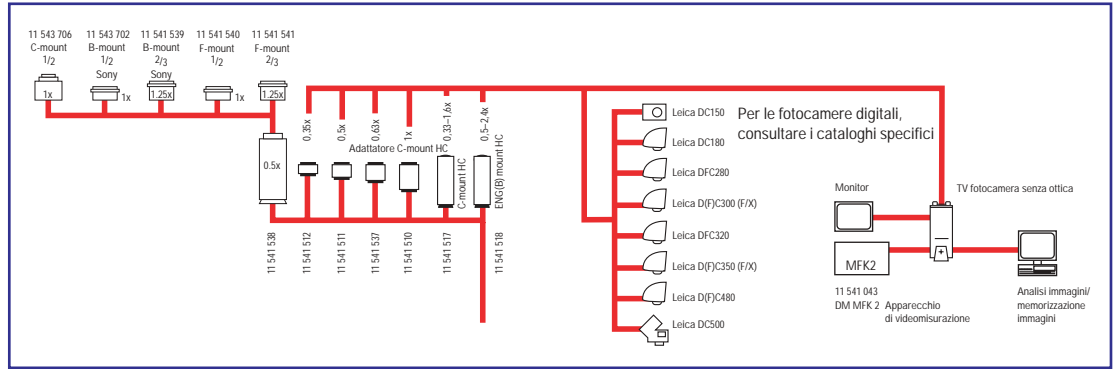 11 543 706
C-mount
1/2
11 543 702
B-mount
1/2
Sony
11 541 539
B-mount
2/3
Sony
11 541 540
F-mount
1/2
11 541 541
F-mount
2/3
1x
1x
1.25x
1x
1.25x
0.5x
0,35x
0,5x
0,63x
1x
0,33–1,6x
0,5–2,4x
Adattatore C-mount HC
C-mount HC
ENG(B) mount HC
11 541 538
11 541 512
11 541 511
11 541 537
11 541 510
11 541 517
11 541 518
Leica DC150
Leica DC180
Leica DFC280
Leica D(F)C300 (F/X)
Leica DFC320
Leica D(F)C350 (F/X)
Leica D(F)C480
Leica DC500
Per le fotocamere digitali,
consultare i cataloghi specifici
Monitor
TV fotocamera senza ottica
MFK2
11 541 043
DM MFK 2 Apparecchio
di videomisurazione
Analisi immagini/
memorizzazione
immagini